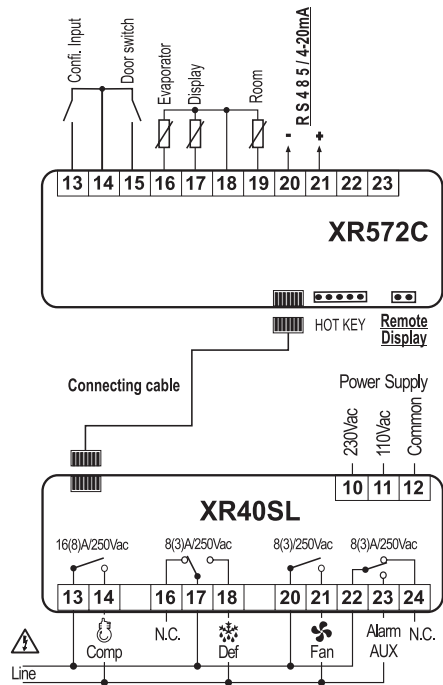 Confi. Input
Door switch
Evaporator
Display
Room
RS485/4-20mA
- +
13 14 15 16 17 18 19 20 21 22 23
XR572C
HOT KEY
Remote
Display
Connecting cable
Power Supply
230Vac
110Vac
Common
10 11 12
XR40SL
16(8)A/250Vac 8(3)A/250Vac 8(3)/250Vac 8(3)A/250Vac
13 14 16 17 18 20 21 22 23 24
Comp
N.C.
Def
Fan
Alarm
AUX
N.C.
Line